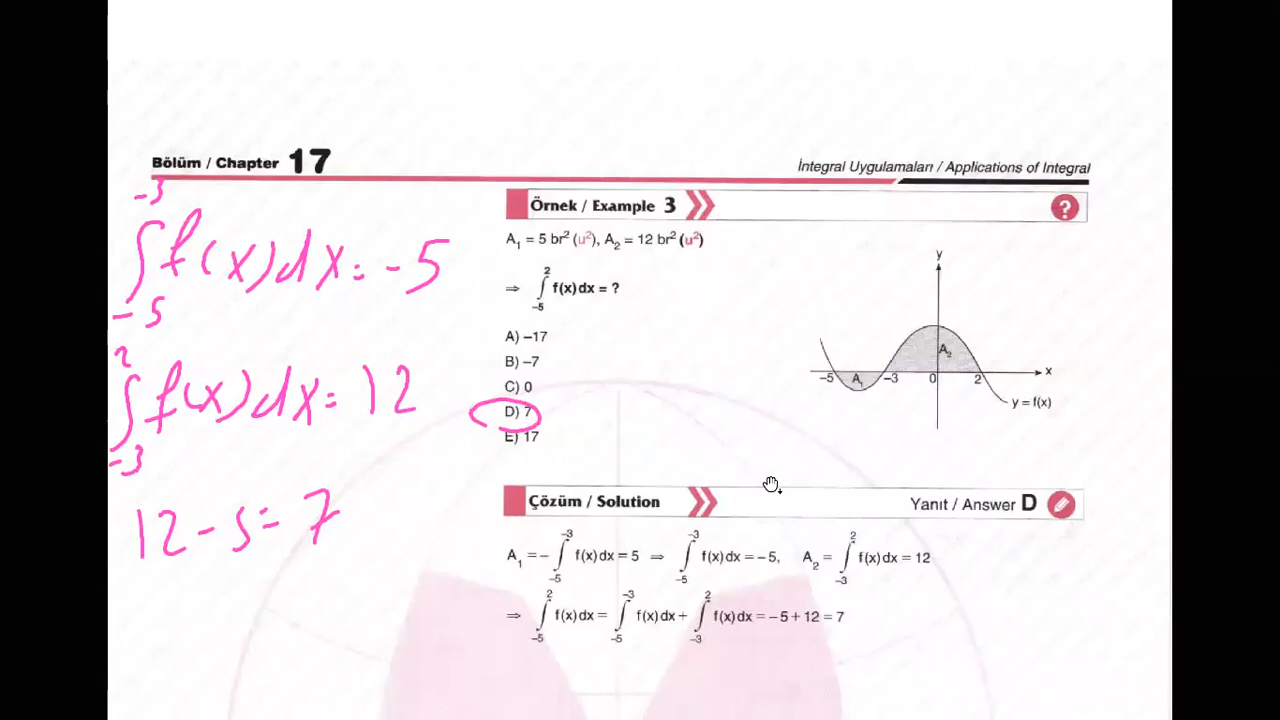 Bölüm / Chapter 17
İntegral Uygulamaları / Applications of Integral
∫₋₅⁻³ f(x)dx = -5
∫₋₃² f(x)dx = 12
12 - 5 = 7
Örnek / Example 3
?
A₁ = 5 br² (u²), A₂ = 12 br² (u²)
⇒ ∫₋₅² f(x)dx = ?
A) –17
B) –7
C) 0
D) 7
E) 17
y
A₂
–5 A₁ –3 0 2 x
y = f(x)
Çözüm / Solution
Yanıt / Answer D
A₁ = – ∫₋₅⁻³ f(x)dx = 5 ⇒ ∫₋₅⁻³ f(x)dx = –5, A₂ = ∫₋₃² f(x)dx = 12
⇒ ∫₋₅² f(x)dx = ∫₋₅⁻³ f(x)dx + ∫₋₃² f(x)dx = –5 + 12 = 7